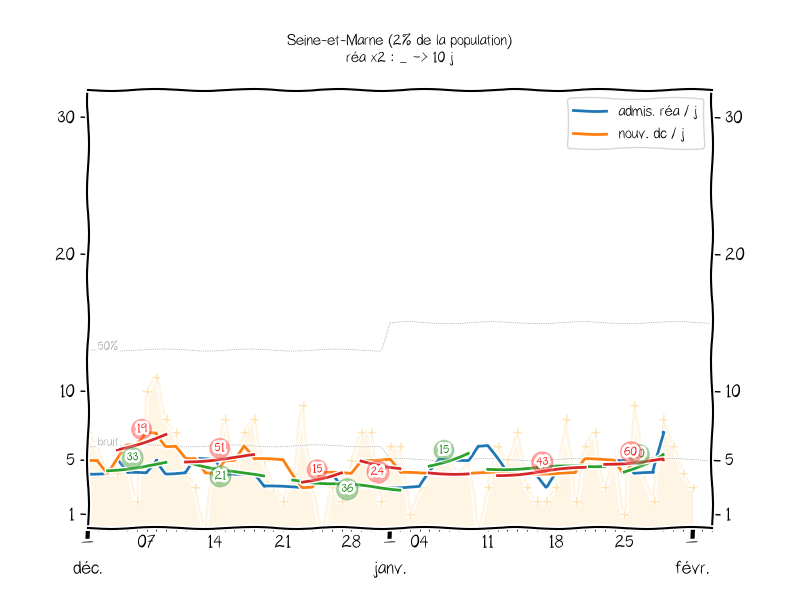 Seine-et-Marne (2% de la population)
réa x2 : _ -> 10 j
30 30
admis. réa / j
nouv. dc / j
20 20
50%
10 10
19
bruit
51
15
33
5 5
60
43
21
15
24
36
1 1
07 14 21 28 04 11 18 25
déc. janv. févr.